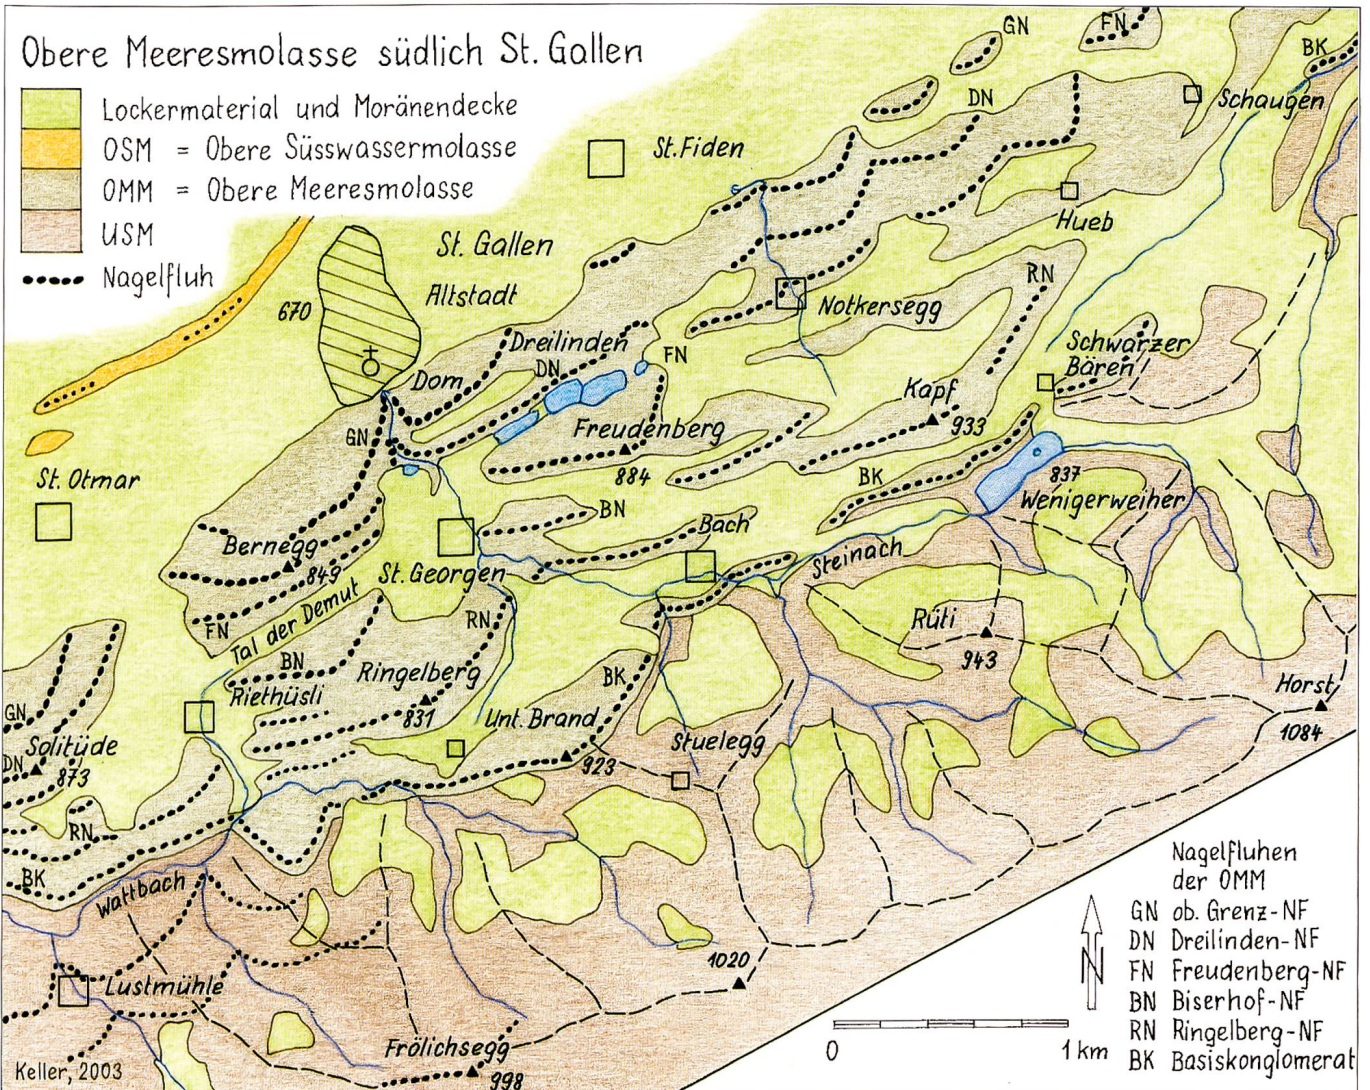 Obere Meeresmolasse südlich St. Gallen
Lockermaterial und Moränendecke
OSM = Obere Süsswassermolasse
OMM = Obere Meeresmolasse
USM
Nagelfluh
GN
FN
BK
DN
Schaugen
St. Fiden
Hueb
St. Gallen
Altstadt
670
RN
Notkersegg
Schwarzer
Bären
Dreilinden
DN
FN
Dom
Kapf
933
GN
Freudenberg
884
BK
837
Wenigerweiher
St. Otmar
BN
Bach
Bernegg
849
St. Georgen
Steinach
FN
Tal der Demut
RN
Rüti
943
BN
Ringelberg
831
BK
Riethüsli
Unt. Brand
923
Stuelegg
Horst
1084
GN
Solitüde
DN
873
RN
BK
Wattbach
Lustmühle
1020
Frölichsegg
998
Keller, 2003
N
0 1 km
Nagelfluhen
der OMM
GN ob. Grenz-NF
DN Dreilinden-NF
FN Freudenberg-NF
BN Biserhof-NF
RN Ringelberg-NF
BK Basiskonglomerat